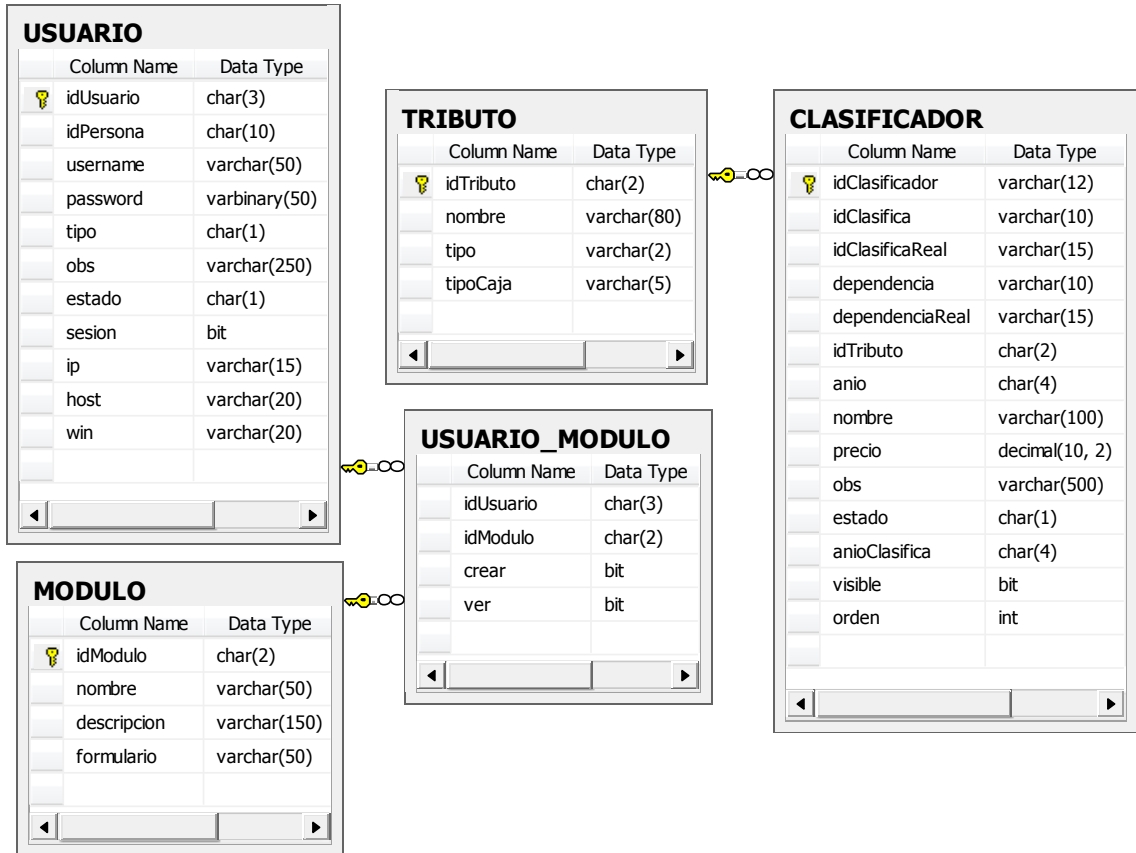 USUARIO
Column Name Data Type
idUsuario char(3)
idPersona char(10)
username varchar(50)
password varbinary(50)
tipo char(1)
obs varchar(250)
estado char(1)
sesion bit
ip varchar(15)
host varchar(20)
win varchar(20)
TRIBUTO
Column Name Data Type
idTributo char(2)
nombre varchar(80)
tipo varchar(2)
tipoCaja varchar(5)
CLASIFICADOR
Column Name Data Type
idClasificador varchar(12)
idClasifica varchar(10)
idClasificaReal varchar(15)
dependencia varchar(10)
dependenciaReal varchar(15)
idTributo char(2)
anio char(4)
nombre varchar(100)
precio decimal(10, 2)
obs varchar(500)
estado char(1)
anioClasifica char(4)
visible bit
orden int
USUARIO_MODULO
Column Name Data Type
idUsuario char(3)
idModulo char(2)
crear bit
ver bit
MODULO
Column Name Data Type
idModulo char(2)
nombre varchar(50)
descripcion varchar(150)
formulario varchar(50)